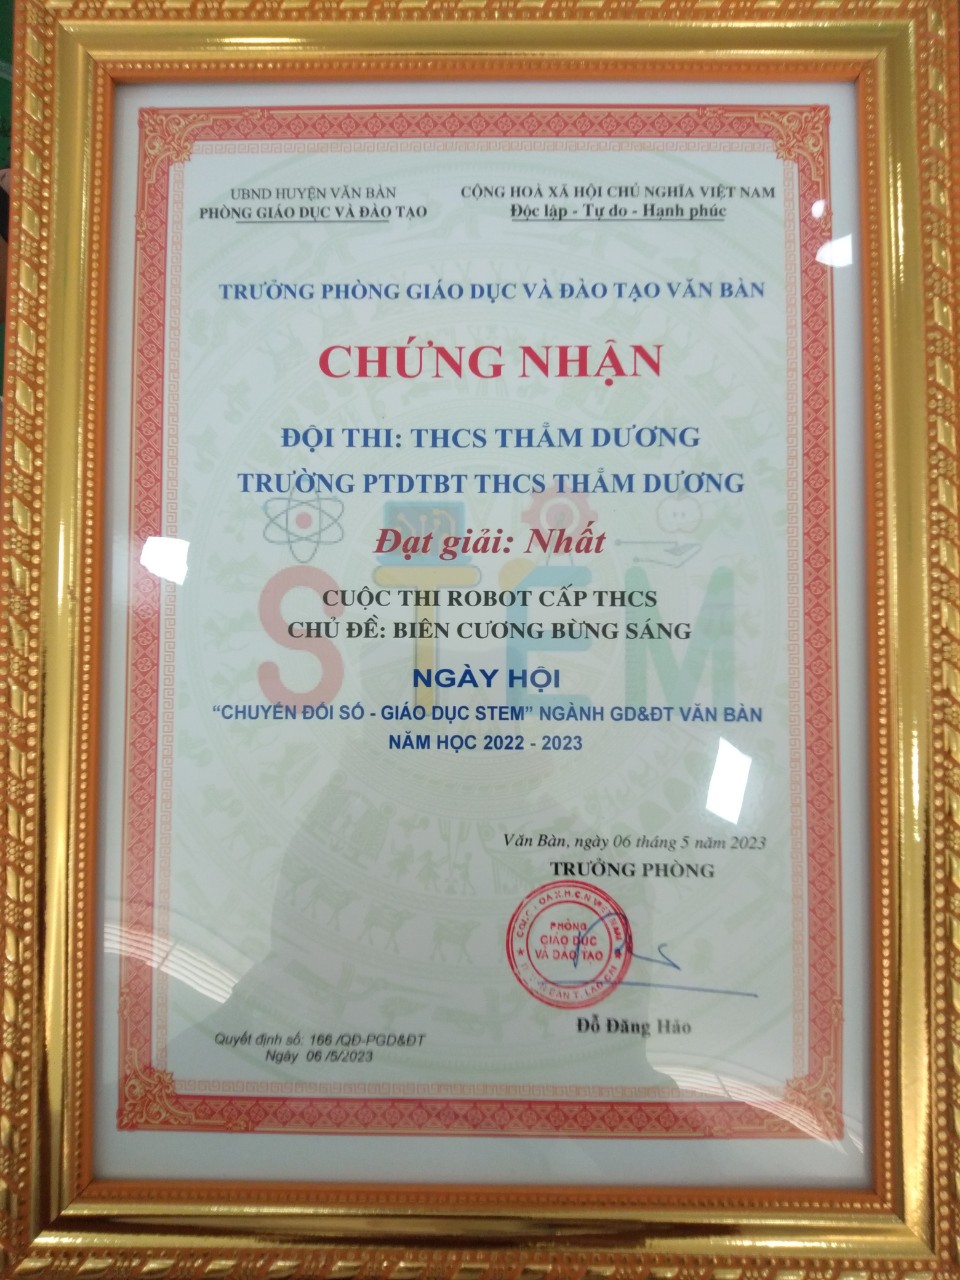 UBND HUYỆN VĂN BÀN
PHÒNG GIÁO DỤC VÀ ĐÀO TẠO
CỘNG HOÀ XÃ HỘI CHỦ NGHĨA VIỆT NAM
Độc lập - Tự do - Hạnh phúc
TRƯỞNG PHÒNG GIÁO DỤC VÀ ĐÀO TẠO VĂN BÀN
CHỨNG NHẬN
ĐỘI THI: THCS THẲM DƯƠNG
TRƯỜNG PTDTBT THCS THẲM DƯƠNG
Đạt giải: Nhất
STEM
CUỘC THI ROBOT CẤP THCS
CHỦ ĐỀ: BIÊN CƯƠNG BỪNG SÁNG
NGÀY HỘI
“CHUYỂN ĐỔI SỐ - GIÁO DỤC STEM” NGÀNH GD&ĐT VĂN BÀN
NĂM HỌC 2022 - 2023
Văn Bàn, ngày 06 tháng 5 năm 2023
TRƯỞNG PHÒNG
PHÒNG
GIÁO DỤC
VÀ ĐÀO TẠO
Đỗ Đăng Hảo
Quyết định số: 166 /QĐ-PGD&ĐT
Ngày 06 /5/2023